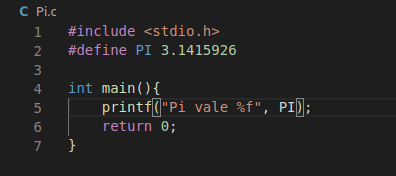 C Pi.c
1 #include <stdio.h>
2 #define PI 3.1415926
3
4 int main(){
5     printf("Pi vale %f", PI);
6     return 0;
7 }